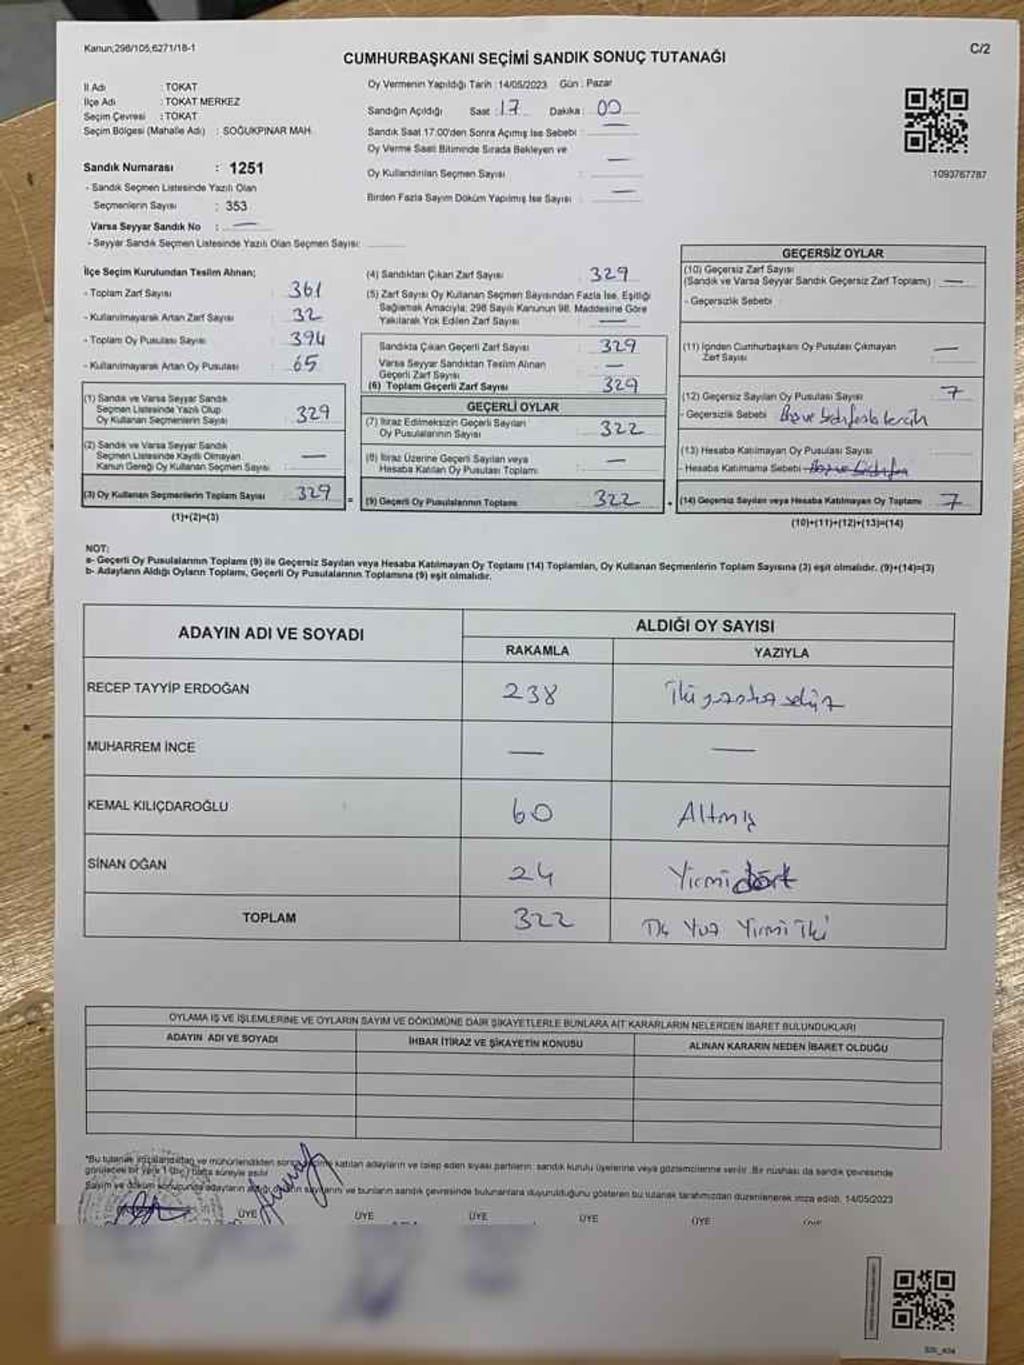 Kanun;298/105,6271/18-1
C/2
CUMHURBAŞKANI SEÇİMİ SANDIK SONUÇ TUTANAĞI
İl Adı : TOKAT
İlçe Adı : TOKAT MERKEZ
Seçim Çevresi : TOKAT
Seçim Bölgesi (Mahalle Adı) : SOĞUKPINAR MAH.
Sandık Numarası : 1251
- Sandık Seçmen Listesinde Yazılı Olan
Seçmenlerin Sayısı : 353
Varsa Seyyar Sandık No : —
- Seyyar Sandık Seçmen Listesinde Yazılı Olan Seçmen Sayısı:
Oy Vermenin Yapıldığı Tarih :14/05/2023 Gün : Pazar
Sandığın Açıldığı Saat : 17 Dakika : 00
Sandık Saat 17:00'den Sonra Açımış İse Sebebi : —
Oy Verme Saati Bitiminde Sırada Bekleyen ve
Oy Kullandırılan Seçmen Sayısı : —
Birden Fazla Sayım Döküm Yapılmış İse Sayısı : —
1093767787
İlçe Seçim Kurulundan Teslim Alınan;
- Toplam Zarf Sayısı : 361
- Kullanılmayarak Artan Zarf Sayısı : 32
- Toplam Oy Pusulası Sayısı : 394
- Kullanılmayarak Artan Oy Pusulası : 65
(1) Sandık ve Varsa Seyyar Sandık
Seçmen Listesinde Yazılı Olup
Oy Kullanan Seçmenlerin Sayısı : 329
(2) Sandık ve Varsa Seyyar Sandık
Seçmen Listesinde Kayıtlı Olmayan
Kanun Gereği Oy Kullanan Seçmen Sayısı : —
(3) Oy Kullanan Seçmenlerin Toplam Sayısı : 329 =
(1)+(2)=(3)
(4) Sandıktan Çıkan Zarf Sayısı : 329
(5) Zarf Sayısı Oy Kullanan Seçmen Sayısından Fazla İse, Eşitliği
Sağlamak Amacıyla; 298 Sayılı Kanunun 98. Maddesine Göre
Yakılarak Yok Edilen Zarf Sayısı : —
Sandıkta Çıkan Geçerli Zarf Sayısı : 329
Varsa Seyyar Sandıktan Teslim Alınan
Geçerli Zarf Sayısı : —
(6) Toplam Geçerli Zarf Sayısı : 329
GEÇERLİ OYLAR
(7) İtiraz Edilmeksizin Geçerli Sayılan
Oy Pusulalarının Sayısı : 322
(8) İtiraz Üzerine Geçerli Sayılan veya
Hesaba Katılan Oy Pusulası Toplamı : —
(9) Geçerli Oy Pusulalarının Toplamı : 322
GEÇERSİZ OYLAR
(10) Geçersiz Zarf Sayısı
(Sandık ve Varsa Seyyar Sandık Geçersiz Zarf Toplamı) : —
- Geçersizlik Sebebi
(11) İçinden Cumhurbaşkanı Oy Pusulası Çıkmayan
Zarf Sayısı : —
(12) Geçersiz Sayılan Oy Pusulası Sayısı : 7
- Geçersizlik Sebebi
(13) Hesaba Katılmayan Oy Pusulası Sayısı :
- Hesaba Katılmama Sebebi
(14) Geçersiz Sayılan veya Hesaba Katılmayan Oy Toplamı : 7
(10)+(11)+(12)+(13)=(14)
NOT:
a- Geçerli Oy Pusulalarının Toplamı (9) ile Geçersiz Sayılan veya Hesaba Katılmayan Oy Toplamı (14) Toplamları, Oy Kullanan Seçmenlerin Toplam Sayısına (3) eşit olmalıdır. (9)+(14)=(3)
b- Adayların Aldığı Oyların Toplamı, Geçerli Oy Pusulalarının Toplamına (9) eşit olmalıdır.
ADAYIN ADI VE SOYADI
ALDIĞI OY SAYISI
RAKAMLA YAZIYLA
RECEP TAYYİP ERDOĞAN 238
MUHARREM İNCE — —
KEMAL KILIÇDAROĞLU 60 Altmış
SİNAN OĞAN 24 Yirmidört
TOPLAM 322 Üç Yüz Yirmi İki
OYLAMA İŞ VE İŞLEMLERİNE VE OYLARIN SAYIM VE DÖKÜMÜNE DAİR ŞİKAYETLERLE BUNLARA AİT KARARLARIN NELERDEN İBARET BULUNDUKLARI
ADAYIN ADI VE SOYADI İHBAR İTİRAZ VE ŞİKAYETİN KONUSU ALINAN KARARIN NEDEN İBARET OLDUĞU
"Bu tutanak imzalandıktan ve mühürlendikten sonra katılan adayların ve talep eden siyasi partilerin; sandık kurulu üyelerine veya gözlemcilerine verilir. Bir nüshası da sandık çevresinde
görülecek bir yere 1 (bir) hafta süreyle asılır
Sayım ve döküm sonucunda adayların aldığı oyların sayılarını ve bunların sandık çevresinde bulunanlara duyurulduğunu gösteren bu tutanak tarafımızdan düzenlenerek imza edildi. 14/05/2023
ÜYE ÜYE ÜYE ÜYE ÜYE ÜYE